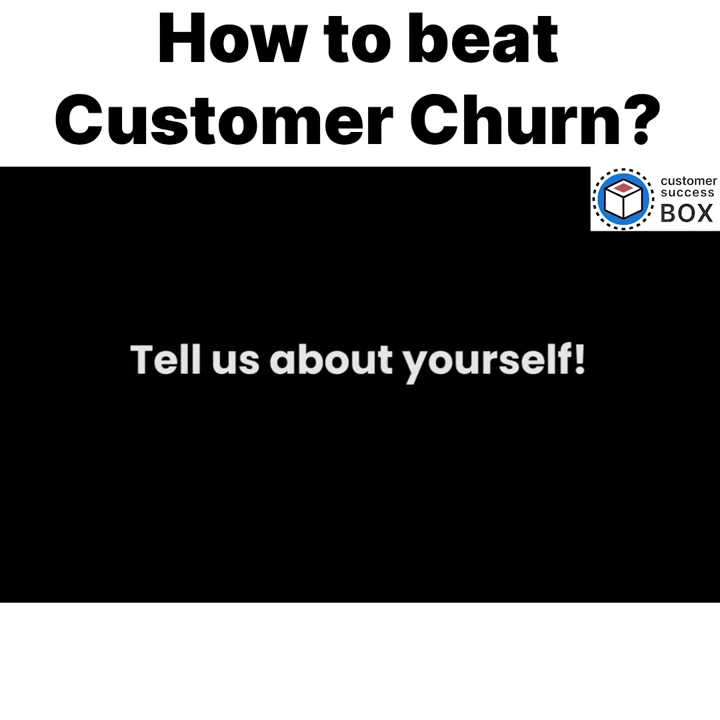 How to beat
Customer Churn?
customer
success
BOX
Tell us about yourself!